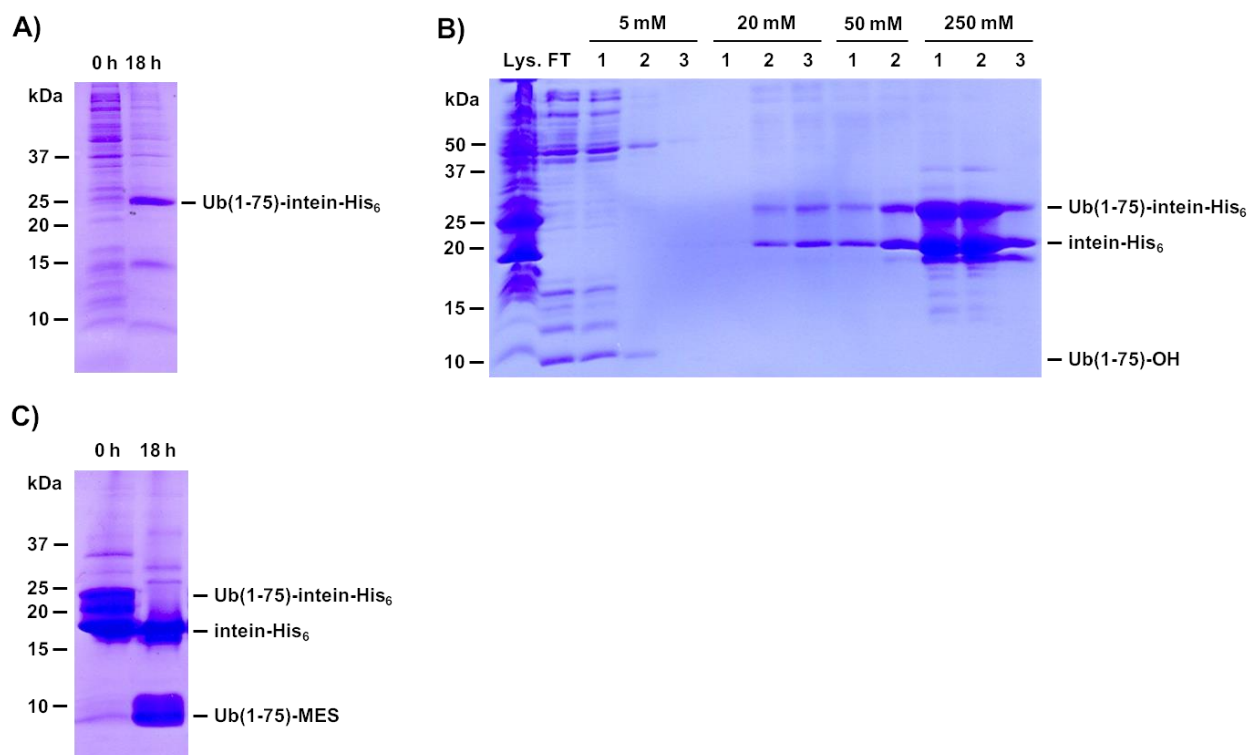 A)
0 h 18 h
kDa
37
25
20
15
10
Ub(1-75)-intein-His₆
B)
5 mM 20 mM 50 mM 250 mM
Lys. FT 1 2 3 1 2 3 1 2 1 2 3
kDa
50
37
25
20
15
10
Ub(1-75)-intein-His₆
intein-His₆
Ub(1-75)-OH
C)
0 h 18 h
kDa
37
25
20
15
10
Ub(1-75)-intein-His₆
intein-His₆
Ub(1-75)-MES